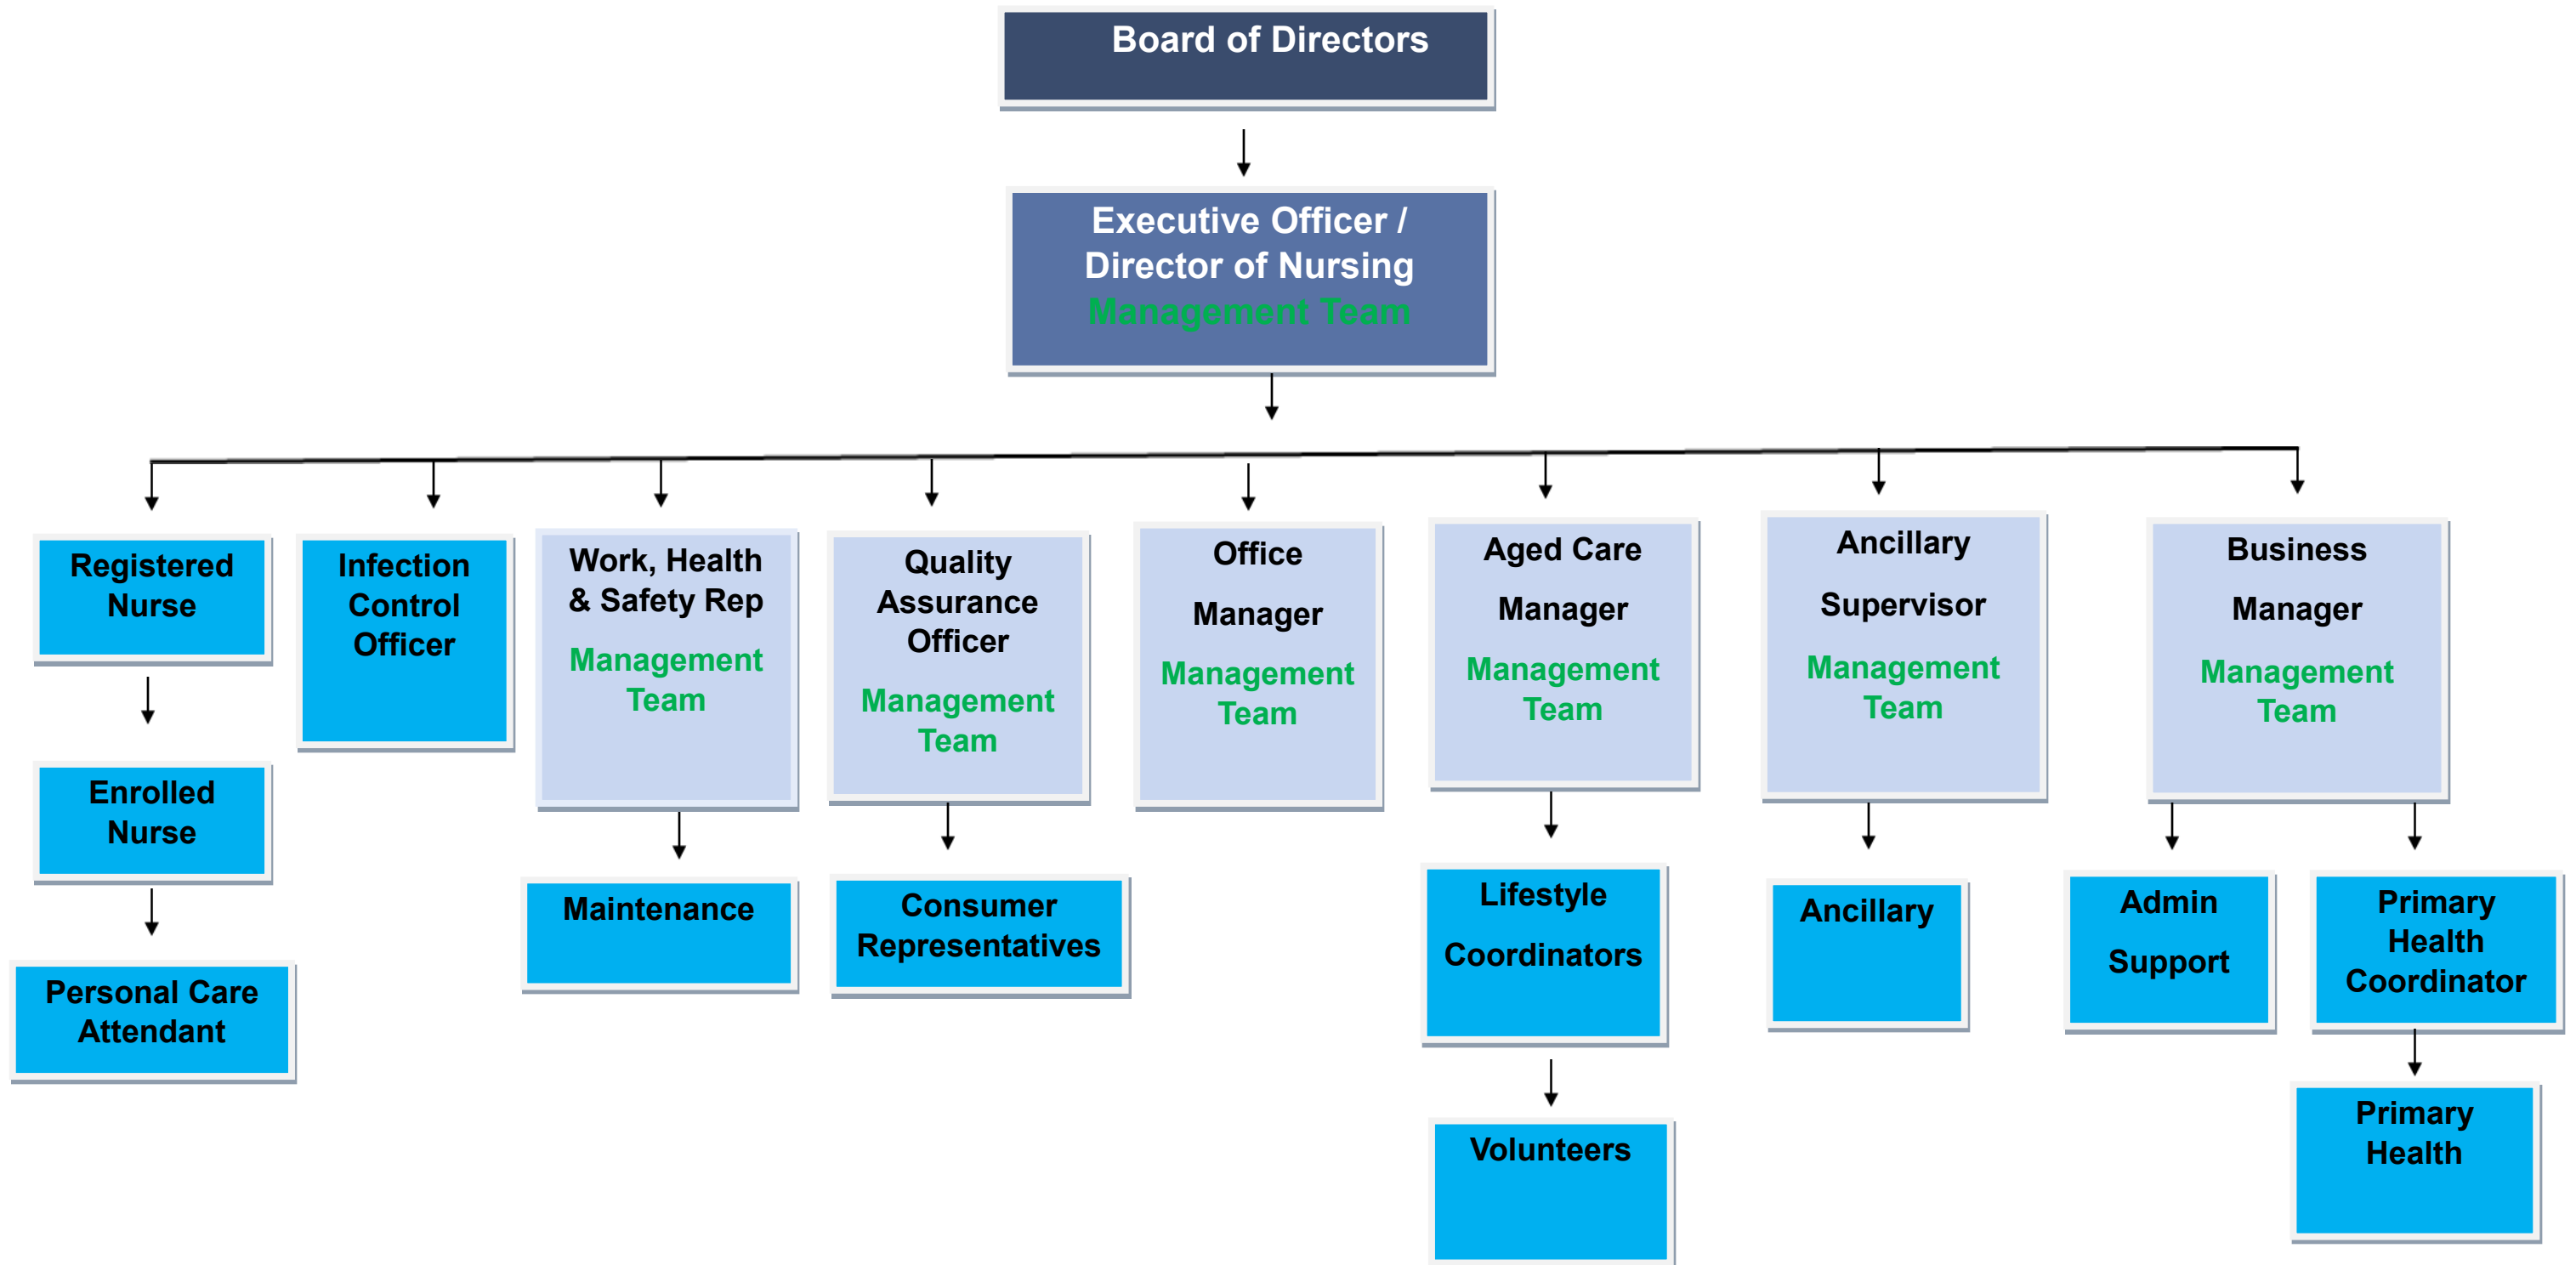 Board of Directors
Executive Officer /
Director of Nursing
Management Team
Registered
Nurse
Infection
Control
Officer
Work, Health
& Safety Rep
Management
Team
Quality
Assurance
Officer
Management
Team
Office
Manager
Management
Team
Aged Care
Manager
Management
Team
Ancillary
Supervisor
Management
Team
Business
Manager
Management
Team
Enrolled
Nurse
Personal Care
Attendant
Maintenance
Consumer
Representatives
Lifestyle
Coordinators
Volunteers
Ancillary
Admin
Support
Primary
Health
Coordinator
Primary
Health